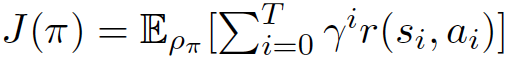 J(π) = 𝔼_{ρ_π}[∑_{i=0}^{T} γ^i r(s_i, a_i)]